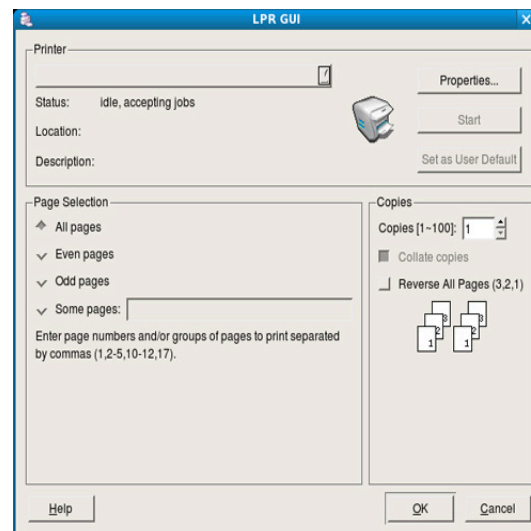 LPR GUI
Printer
Properties...
Status: idle, accepting jobs
Start
Location:
Description:
Set as User Default
Page Selection
All pages
Even pages
Odd pages
Some pages:
Enter page numbers and/or groups of pages to print separated
by commas (1,2-5,10-12,17).
Copies
Copies [1~100]: 1
Collate copies
Reverse All Pages (3,2,1)
3 3
2 2
1 1
Help
OK
Cancel